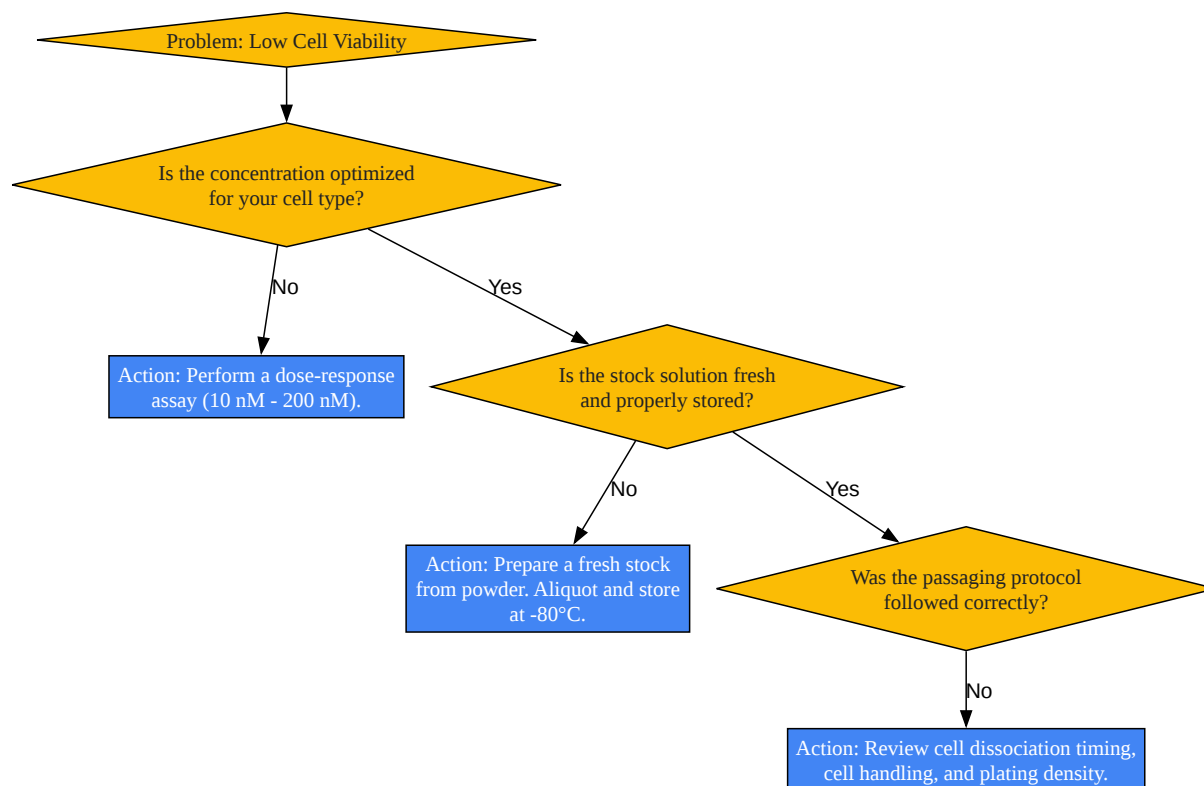 Problem: Low Cell Viability
Is the concentration optimized
for your cell type?
No
Yes
Action: Perform a dose-response
assay (10 nM - 200 nM).
Is the stock solution fresh
and properly stored?
No
Yes
Action: Prepare a fresh stock
from powder. Aliquot and store
at -80°C.
Was the passaging protocol
followed correctly?
No
Action: Review cell dissociation timing,
cell handling, and plating density.